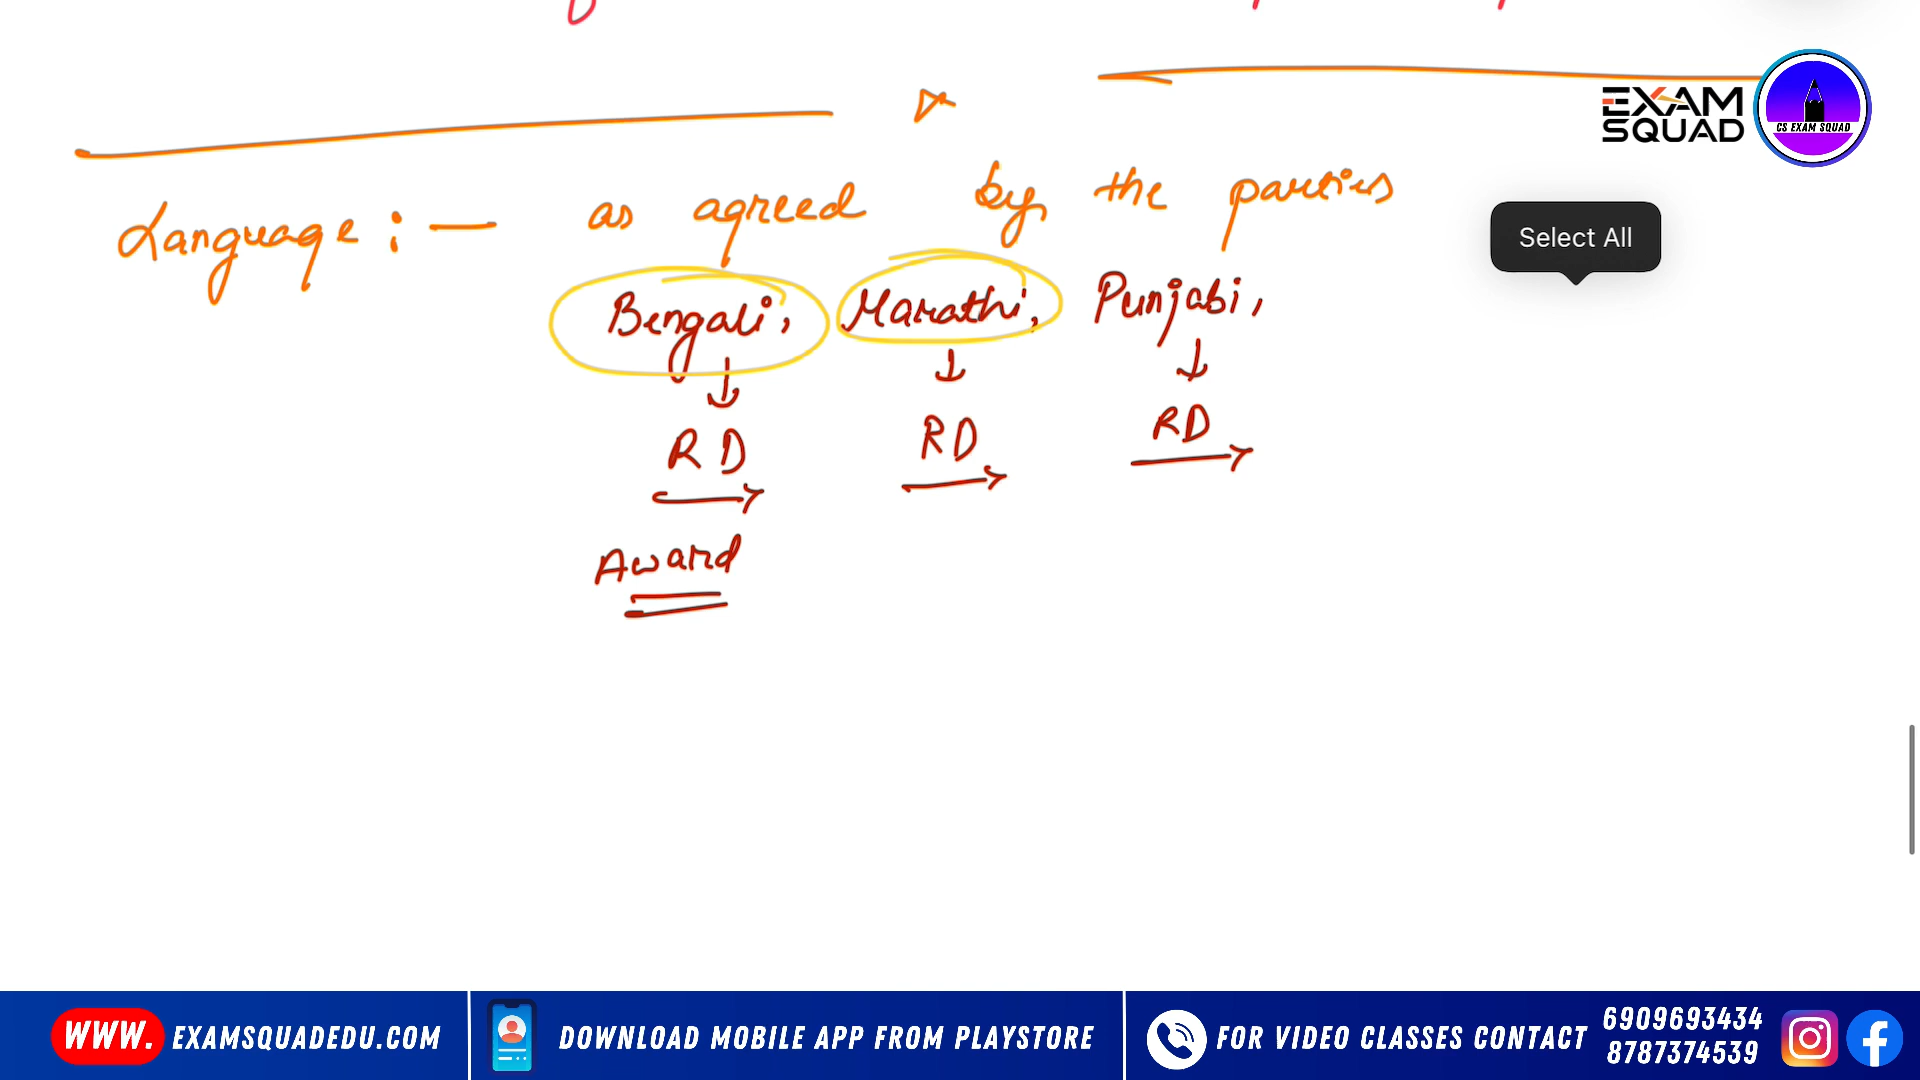 EXAM
SQUAD
CS EXAM SQUAD
Language : — as agreed by the parties
Select All
Bengali, Marathi, Punjabi,
↓ ↓ ↓
RD RD RD
Award
WWW. EXAMSQUADEDU.COM
DOWNLOAD MOBILE APP FROM PLAYSTORE
FOR VIDEO CLASSES CONTACT
6909693434
8787374539